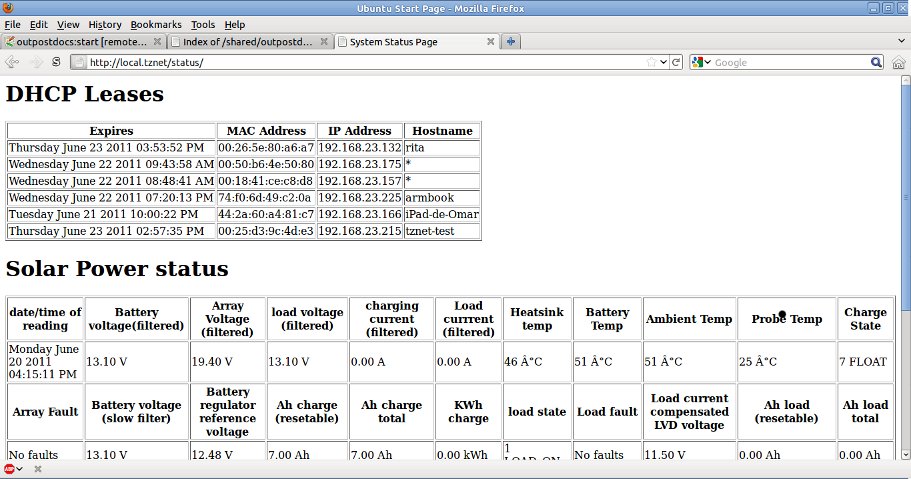 Ubuntu Start Page - Mozilla Firefox
File Edit View History Bookmarks Tools Help
outpostdocs:start [remote... Index of /shared/outpostd... System Status Page
http://local.tznet/status/ Google
DHCP Leases
Expires MAC Address IP Address Hostname
Thursday June 23 2011 03:53:52 PM 00:26:5e:80:a6:a7 192.168.23.132 rita
Wednesday June 22 2011 09:43:58 AM 00:50:b6:4e:50:80 192.168.23.175 *
Wednesday June 22 2011 08:48:41 AM 00:18:41:ce:c8:d8 192.168.23.157 *
Wednesday June 22 2011 07:20:13 PM 74:f0:6d:49:c2:0a 192.168.23.225 armbook
Tuesday June 21 2011 10:00:22 PM 44:2a:60:a4:81:c7 192.168.23.166 iPad-de-Omar
Thursday June 23 2011 02:57:35 PM 00:25:d3:9c:4d:e3 192.168.23.215 tznet-test
Solar Power status
date/time of reading Battery voltage(filtered) Array Voltage (filtered) load voltage (filtered) charging current (filtered) Load currrent (filtered) Heatsink temp Battery Temp Ambient Temp Probe Temp Charge State
Monday June 20 2011 04:15:11 PM 13.10 V 19.40 V 13.10 V 0.00 A 0.00 A 46 Â°C 51 Â°C 51 Â°C 25 Â°C 7 FLOAT
Array Fault Battery voltage (slow filter) Battery regulator reference voltage Ah charge (resetable) Ah charge total KWh charge load state Load fault Load current compensated LVD voltage Ah load (resetable) Ah load total
No faults 13.10 V 12.48 V 7.00 Ah 7.00 Ah 0.00 kWh 1 LOAD_ON No faults 11.50 V 0.00 Ah 0.00 Ah
ABP